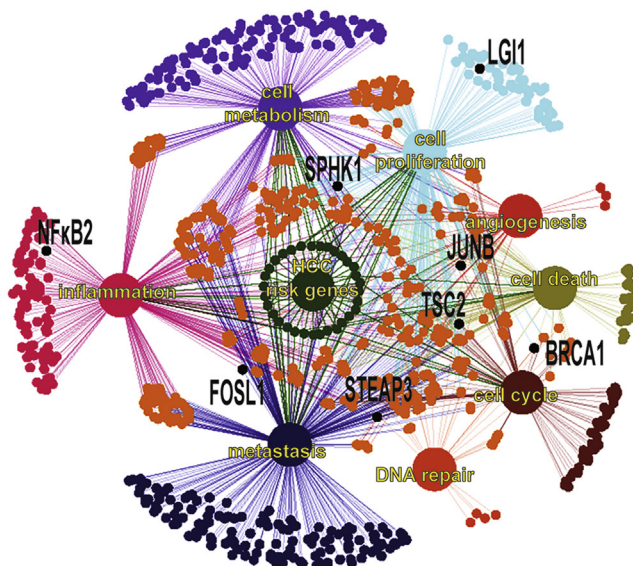 LGI1
cell
metabolism
cell
proliferation
SPHK1
angiogenesis
NFκB2
JUNB
HCC
risk genes
inflammation
cell death
TSC2
BRCA1
FOSL1
STEAP3
cell cycle
metastasis
DNA repair